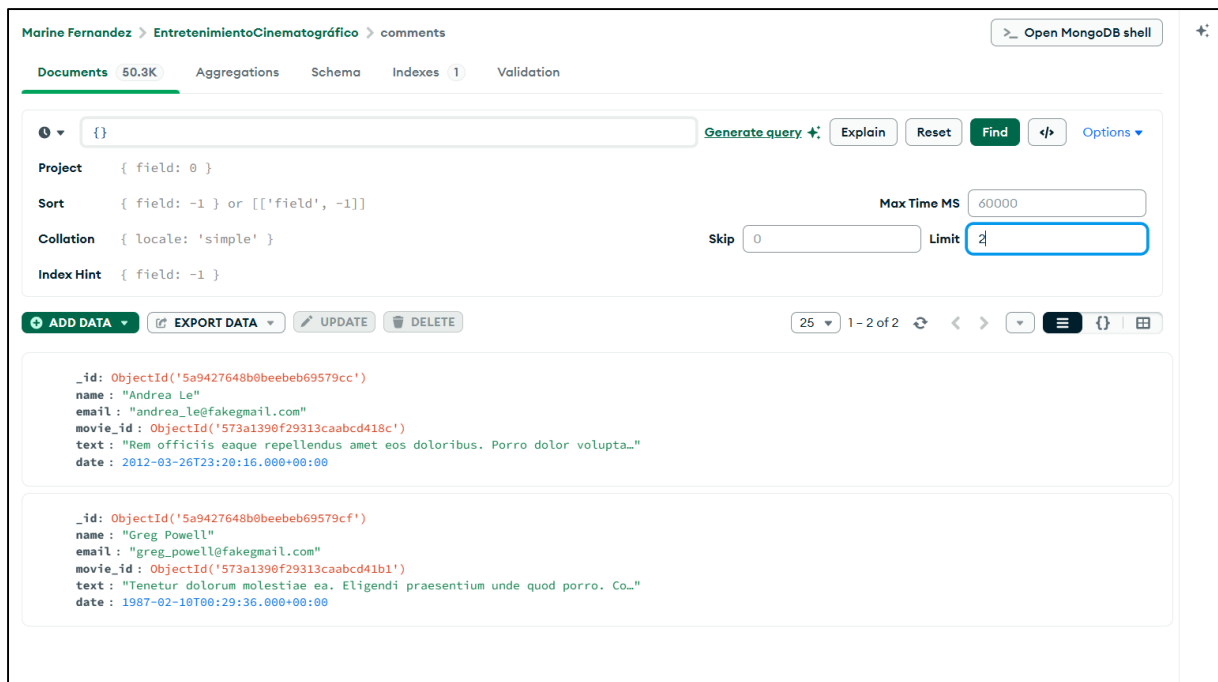 Marine Fernandez > EntretenimientoCinematográfico > comments
>_ Open MongoDB shell
Documents 50.3K Aggregations Schema Indexes 1 Validation
{}
Generate query Explain Reset Find </> Options
Project { field: 0 }
Sort { field: -1 } or [['field', -1]]
Max Time MS 60000
Collation { locale: 'simple' }
Skip 0 Limit 2
Index Hint { field: -1 }
ADD DATA EXPORT DATA UPDATE DELETE
25 1 – 2 of 2 {}
_id: ObjectId('5a9427648b0beebeb69579cc')
name : "Andrea Le"
email : "andrea_le@fakegmail.com"
movie_id : ObjectId('573a1390f29313caabcd418c')
text : "Rem officiis eaque repellendus amet eos doloribus. Porro dolor volupta…"
date : 2012-03-26T23:20:16.000+00:00
_id: ObjectId('5a9427648b0beebeb69579cf')
name : "Greg Powell"
email : "greg_powell@fakegmail.com"
movie_id : ObjectId('573a1390f29313caabcd41b1')
text : "Tenetur dolorum molestiae ea. Eligendi praesentium unde quod porro. Co…"
date : 1987-02-10T00:29:36.000+00:00